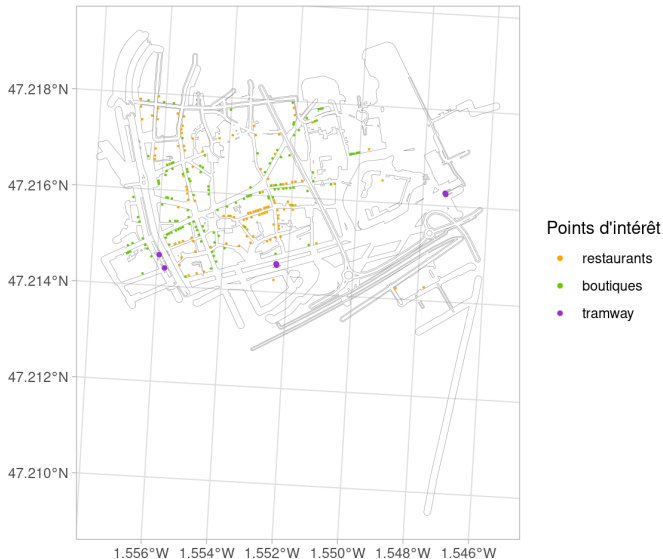 47.218°N
47.216°N
47.214°N
47.212°N
47.210°N
1.556°W 1.554°W 1.552°W 1.550°W 1.548°W 1.546°W
Points d'intérêt
restaurants
boutiques
tramway